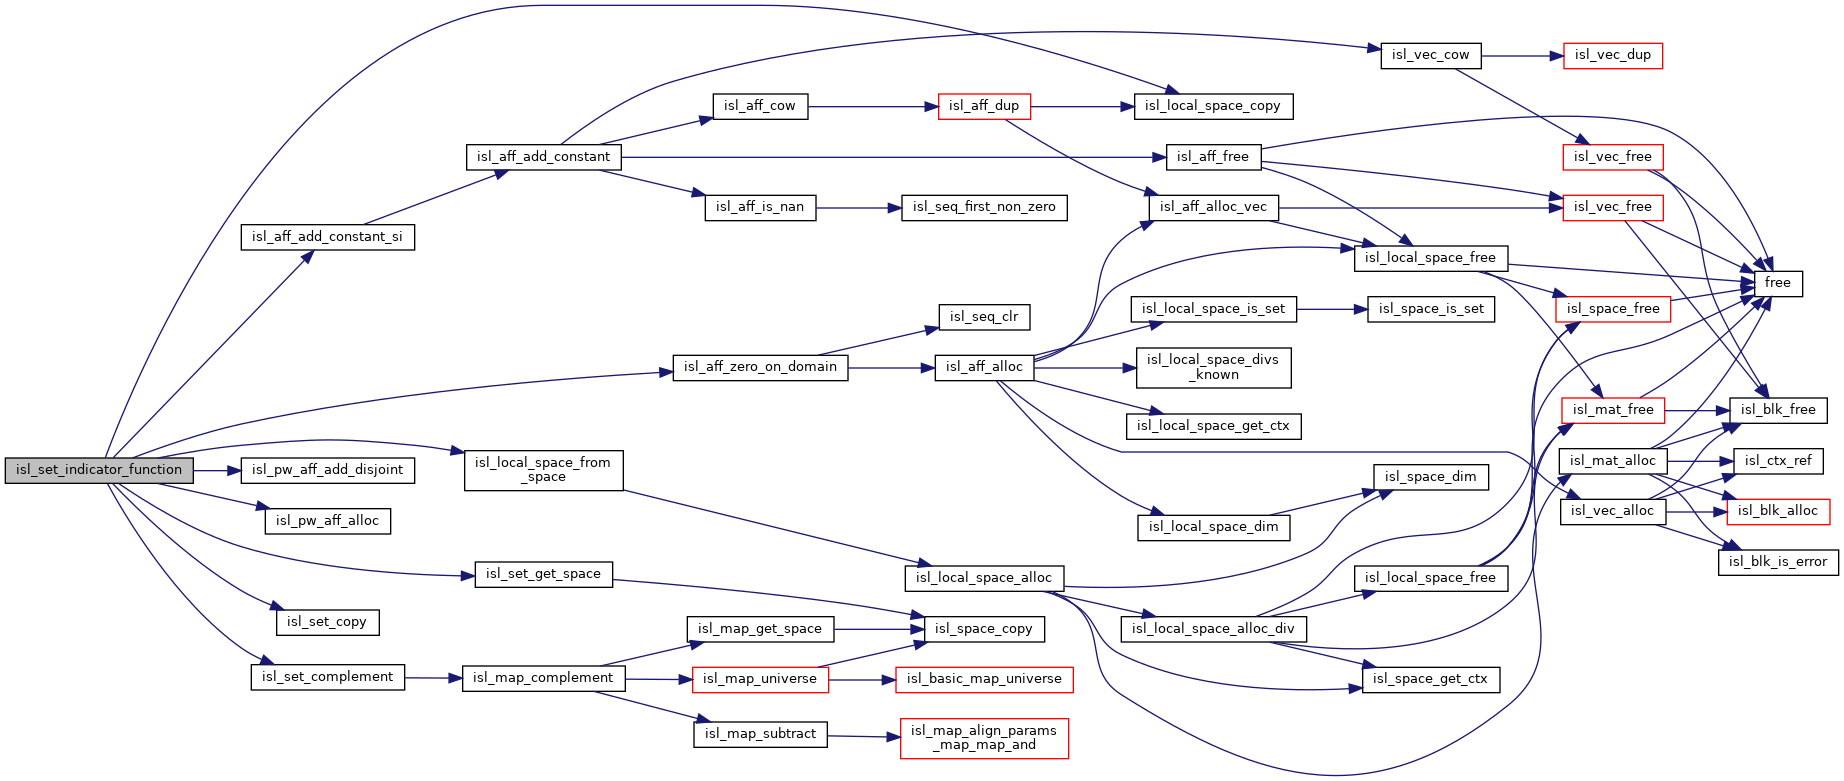 isl_vec_cow
isl_vec_dup
isl_aff_cow
isl_aff_dup
isl_local_space_copy
isl_aff_add_constant
isl_aff_free
isl_vec_free
isl_aff_is_nan
isl_seq_first_non_zero
isl_aff_alloc_vec
isl_vec_free
isl_aff_add_constant_si
isl_local_space_free
free
isl_seq_clr
isl_local_space_is_set
isl_space_is_set
isl_space_free
isl_aff_zero_on_domain
isl_aff_alloc
isl_local_space_divs
_known
isl_mat_free
isl_blk_free
isl_local_space_get_ctx
isl_set_indicator_function
isl_pw_aff_add_disjoint
isl_local_space_from
_space
isl_space_dim
isl_mat_alloc
isl_ctx_ref
isl_pw_aff_alloc
isl_local_space_dim
isl_vec_alloc
isl_blk_alloc
isl_blk_is_error
isl_set_get_space
isl_local_space_alloc
isl_local_space_free
isl_set_copy
isl_map_get_space
isl_space_copy
isl_local_space_alloc_div
isl_set_complement
isl_map_complement
isl_map_universe
isl_basic_map_universe
isl_space_get_ctx
isl_map_subtract
isl_map_align_params
_map_map_and